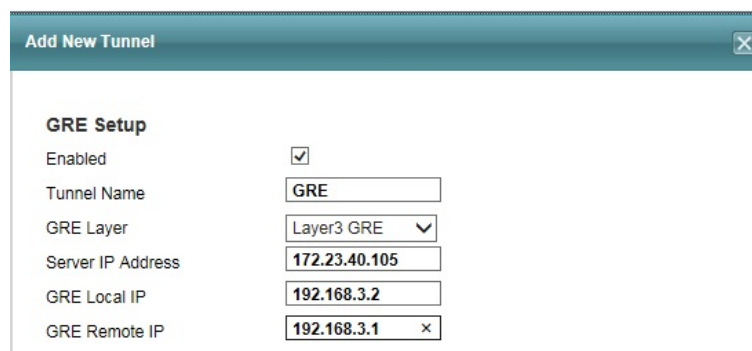 Add New Tunnel
GRE Setup
Enabled
Tunnel Name GRE
GRE Layer Layer3 GRE
Server IP Address 172.23.40.105
GRE Local IP 192.168.3.2
GRE Remote IP 192.168.3.1